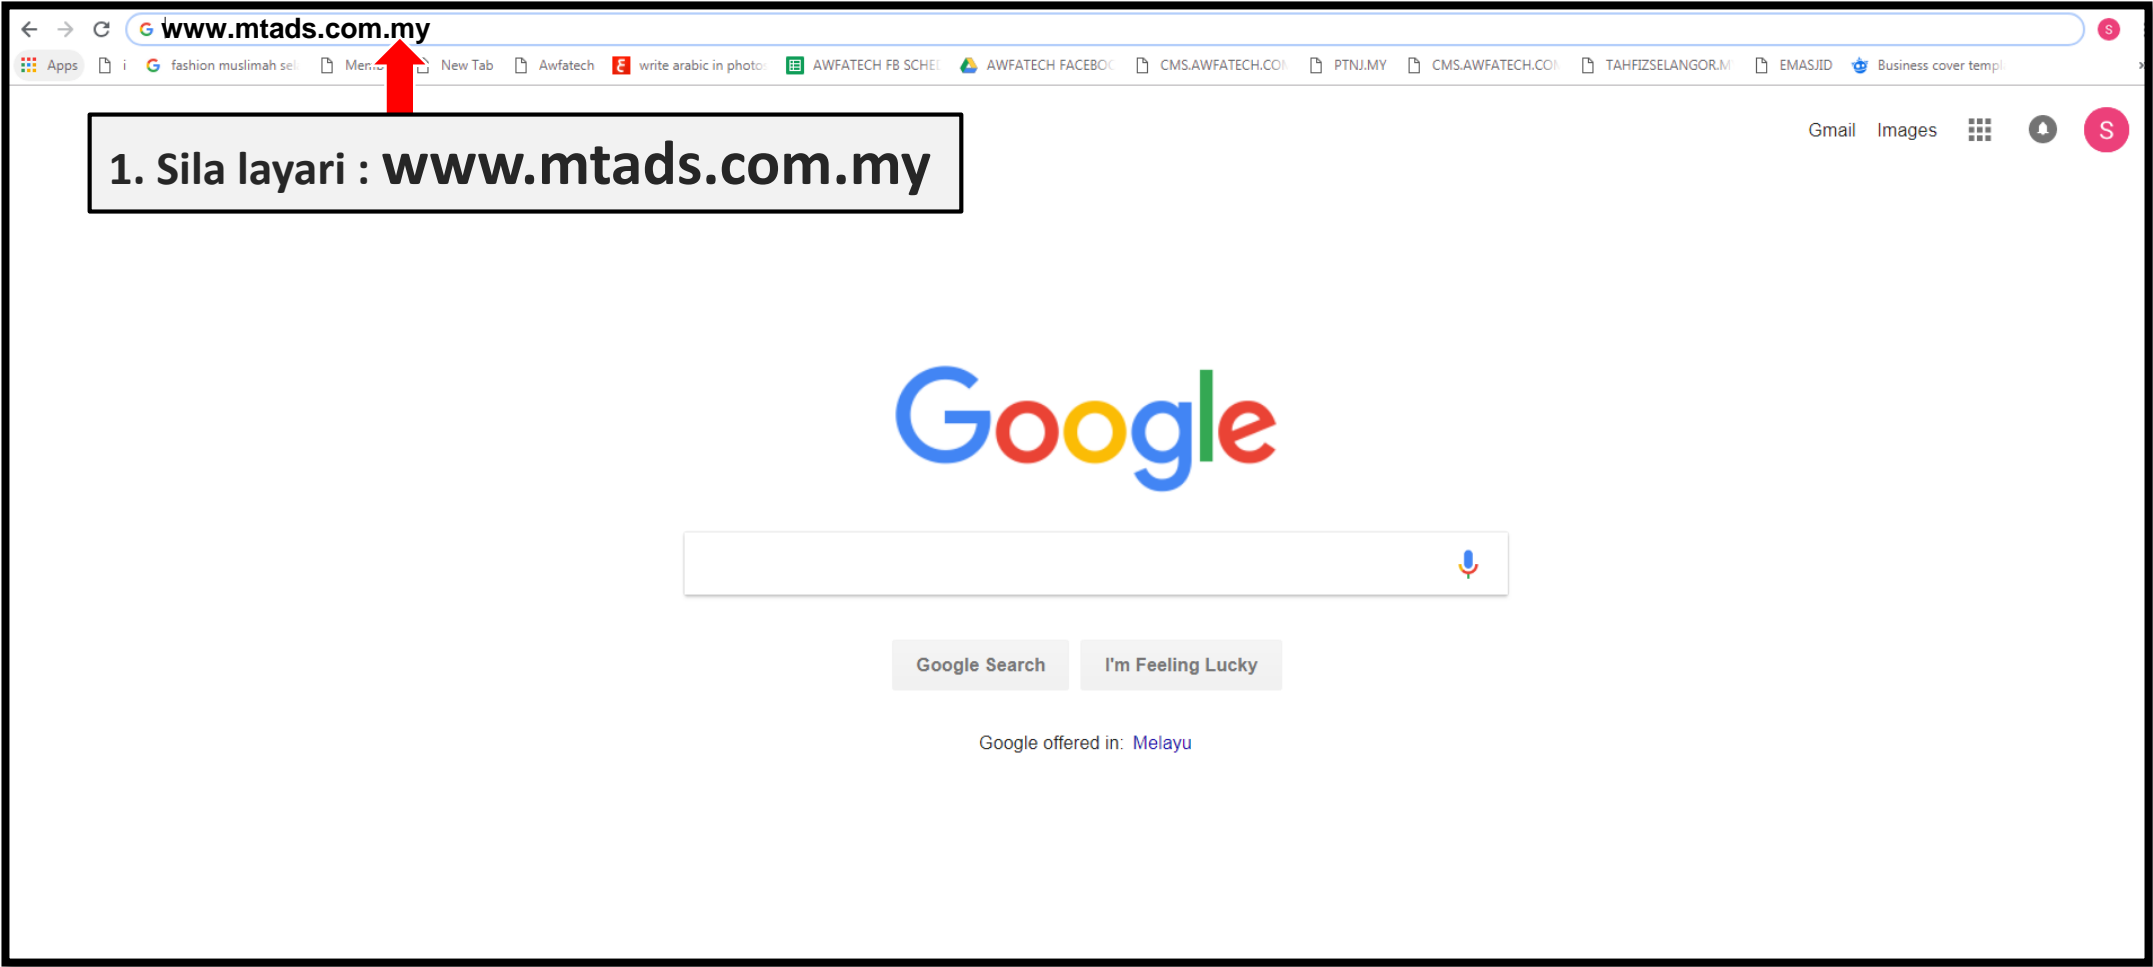 www.mtads.com.my
S
Apps i fashion muslimah sel New Tab Awfatech write arabic in photo AWFATECH FB SCHE AWFATECH FACEBOO CMS.AWFATECH.CO PTNJ.MY CMS.AWFATECH.CO TAHFIZSELANGOR.M EMASJID Business cover templ
Gmail Images S
1. Sila layari : www.mtads.com.my
Google
Google Search I'm Feeling Lucky
Google offered in: Melayu